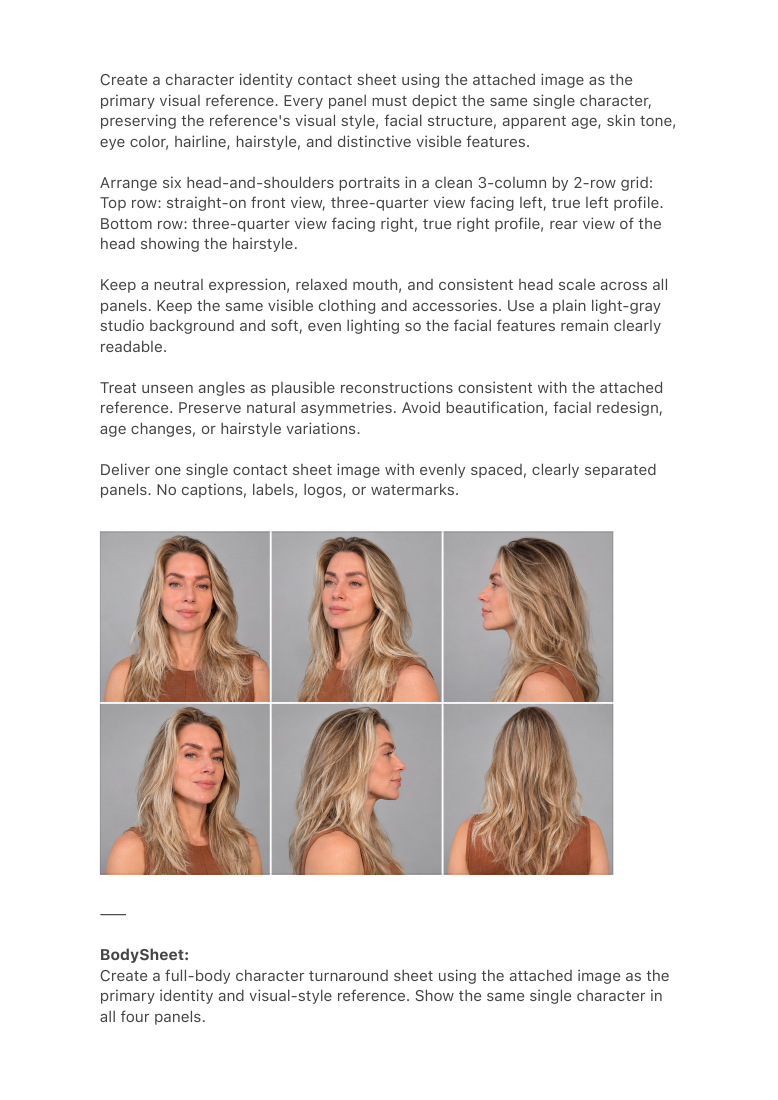 Create a character identity contact sheet using the attached image as the
primary visual reference. Every panel must depict the same single character,
preserving the reference's visual style, facial structure, apparent age, skin tone,
eye color, hairline, hairstyle, and distinctive visible features.
Arrange six head-and-shoulders portraits in a clean 3-column by 2-row grid:
Top row: straight-on front view, three-quarter view facing left, true left profile.
Bottom row: three-quarter view facing right, true right profile, rear view of the
head showing the hairstyle.
Keep a neutral expression, relaxed mouth, and consistent head scale across all
panels. Keep the same visible clothing and accessories. Use a plain light-gray
studio background and soft, even lighting so the facial features remain clearly
readable.
Treat unseen angles as plausible reconstructions consistent with the attached
reference. Preserve natural asymmetries. Avoid beautification, facial redesign,
age changes, or hairstyle variations.
Deliver one single contact sheet image with evenly spaced, clearly separated
panels. No captions, labels, logos, or watermarks.
BodySheet:
Create a full-body character turnaround sheet using the attached image as the
primary identity and visual-style reference. Show the same single character in
all four panels.